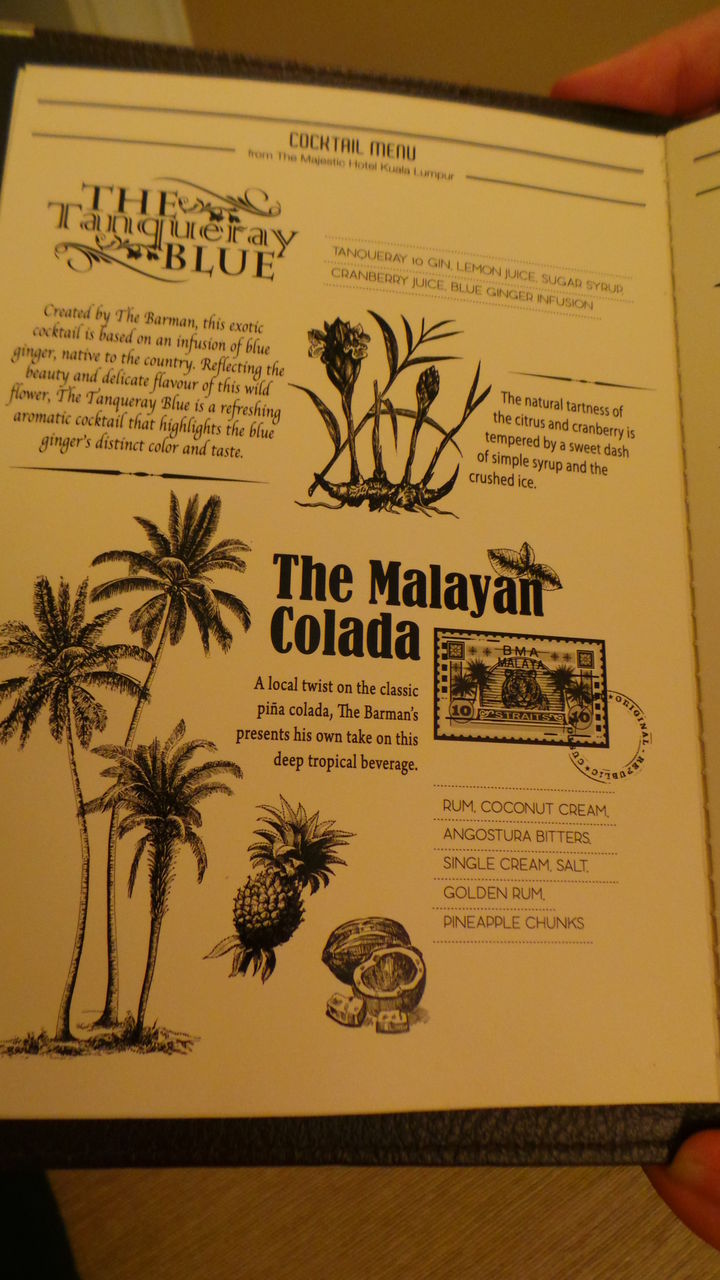 COCKTAIL MENU
from The Majestic Hotel Kuala Lumpur
THE
Tanqueray
BLUE
TANQUERAY 10 GIN, LEMON JUICE, SUGAR SYRUP,
CRANBERRY JUICE, BLUE GINGER INFUSION
Created by The Barman, this exotic
cocktail is based on an infusion of blue
ginger, native to the country. Reflecting the
beauty and delicate flavour of this wild
flower, The Tanqueray Blue is a refreshing
aromatic cocktail that highlights the blue
ginger's distinct color and taste.
The natural tartness of
the citrus and cranberry is
tempered by a sweet dash
of simple syrup and the
crushed ice.
The Malayan
Colada
A local twist on the classic
piña colada, The Barman's
presents his own take on this
deep tropical beverage.
BMA
MALAYA
10 10
STRAITS
ORIGINAL
RUM, COCONUT CREAM,
ANGOSTURA BITTERS,
SINGLE CREAM, SALT,
GOLDEN RUM,
PINEAPPLE CHUNKS